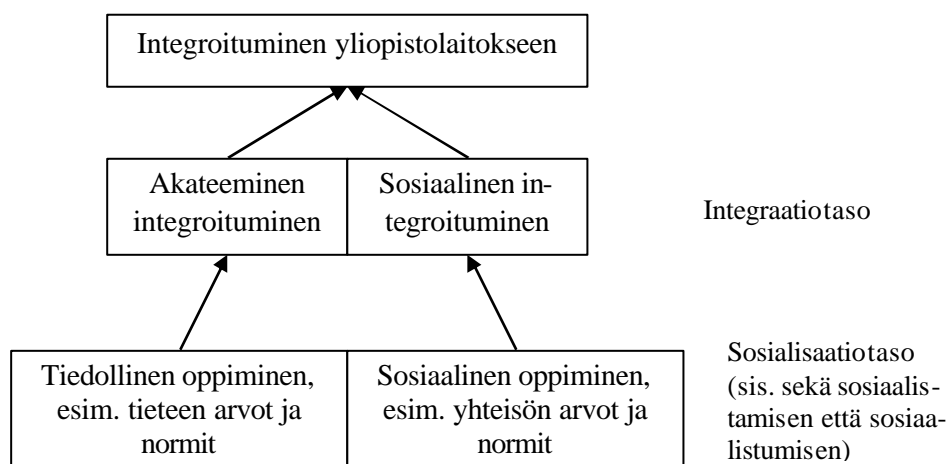 Integroituminen yliopistolaitokseen
Akateeminen
integroituminen
Sosiaalinen in-
tegroituminen
Integraatiotaso
Tiedollinen oppiminen,
esim. tieteen arvot ja
normit
Sosiaalinen oppiminen,
esim. yhteisön arvot ja
normit
Sosialisaatiotaso
(sis. sekä sosiaalis-
tamisen että sosiaa-
listumisen)